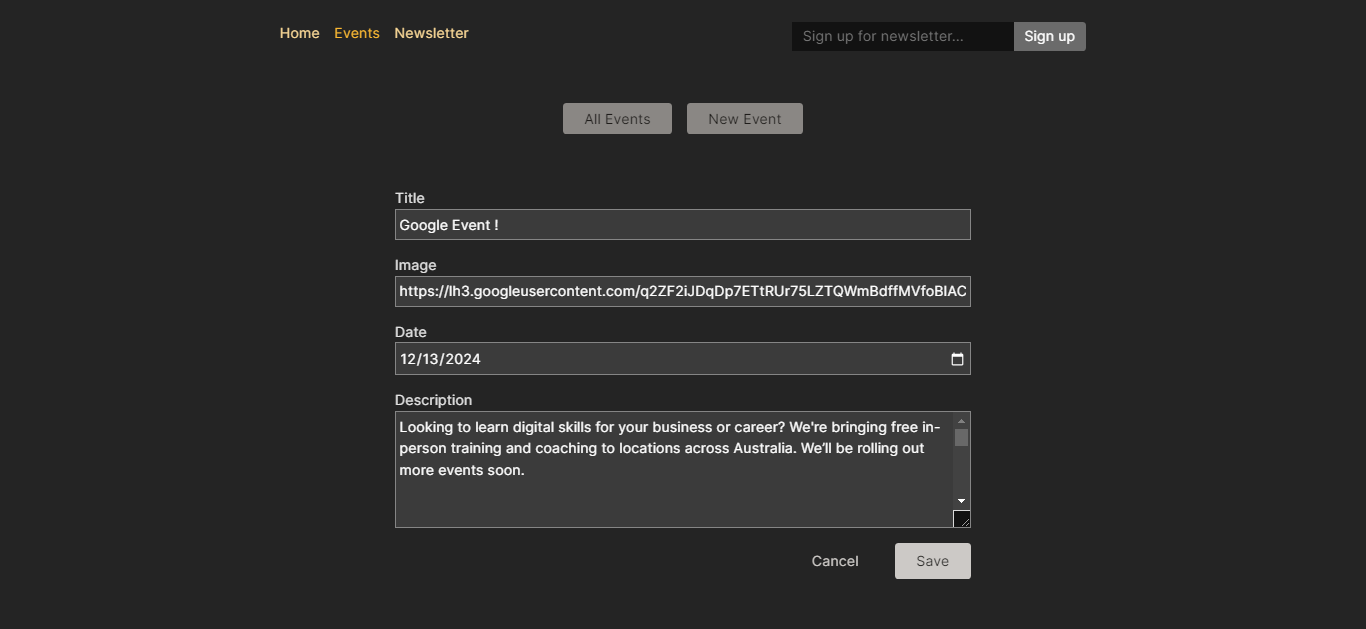 Home Events Newsletter
Sign up for newsletter... Sign up
All Events New Event
Title
Google Event !
Image
https://lh3.googleusercontent.com/q2ZF2iJDqDp7ETtRUr75LZTQWmBdffMVfoBIAC
Date
12/13/2024
Description
Looking to learn digital skills for your business or career? We're bringing free in-
person training and coaching to locations across Australia. We’ll be rolling out
more events soon.
Cancel Save